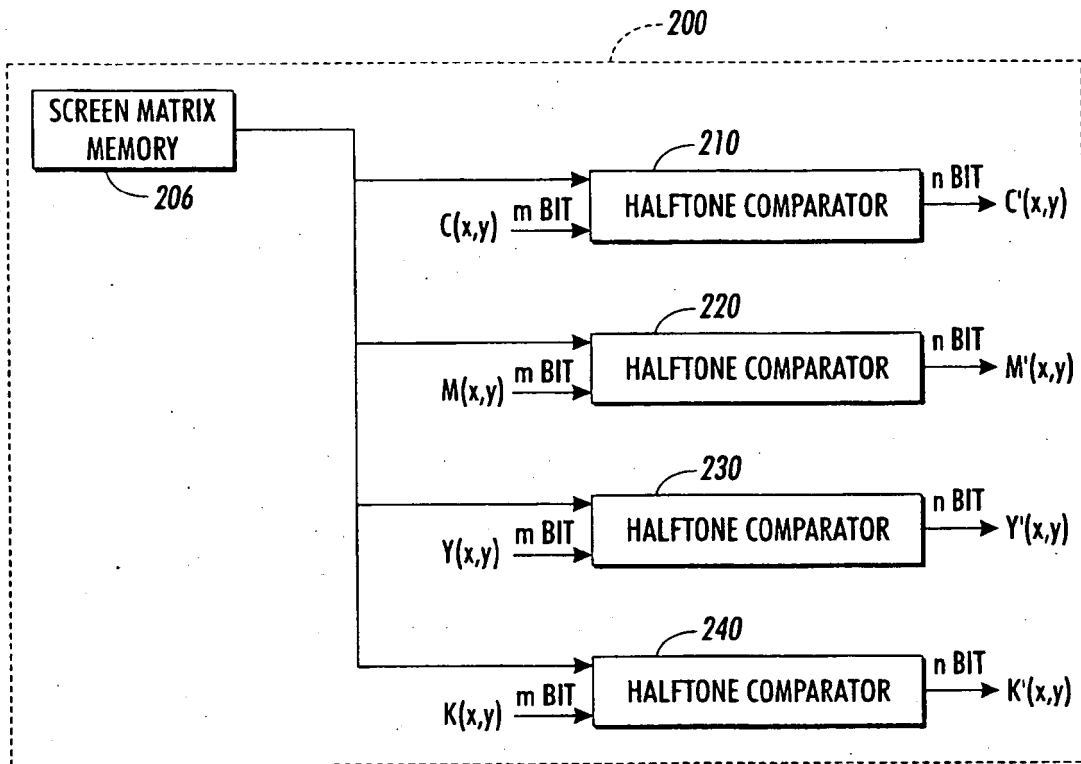 200
SCREEN MATRIX
MEMORY
206
210
HALFTONE COMPARATOR
C(x,y)
m BIT
n BIT
C'(x,y)
220
HALFTONE COMPARATOR
M(x,y)
m BIT
n BIT
M'(x,y)
230
HALFTONE COMPARATOR
Y(x,y)
m BIT
n BIT
Y'(x,y)
240
HALFTONE COMPARATOR
K(x,y)
m BIT
n BIT
K'(x,y)